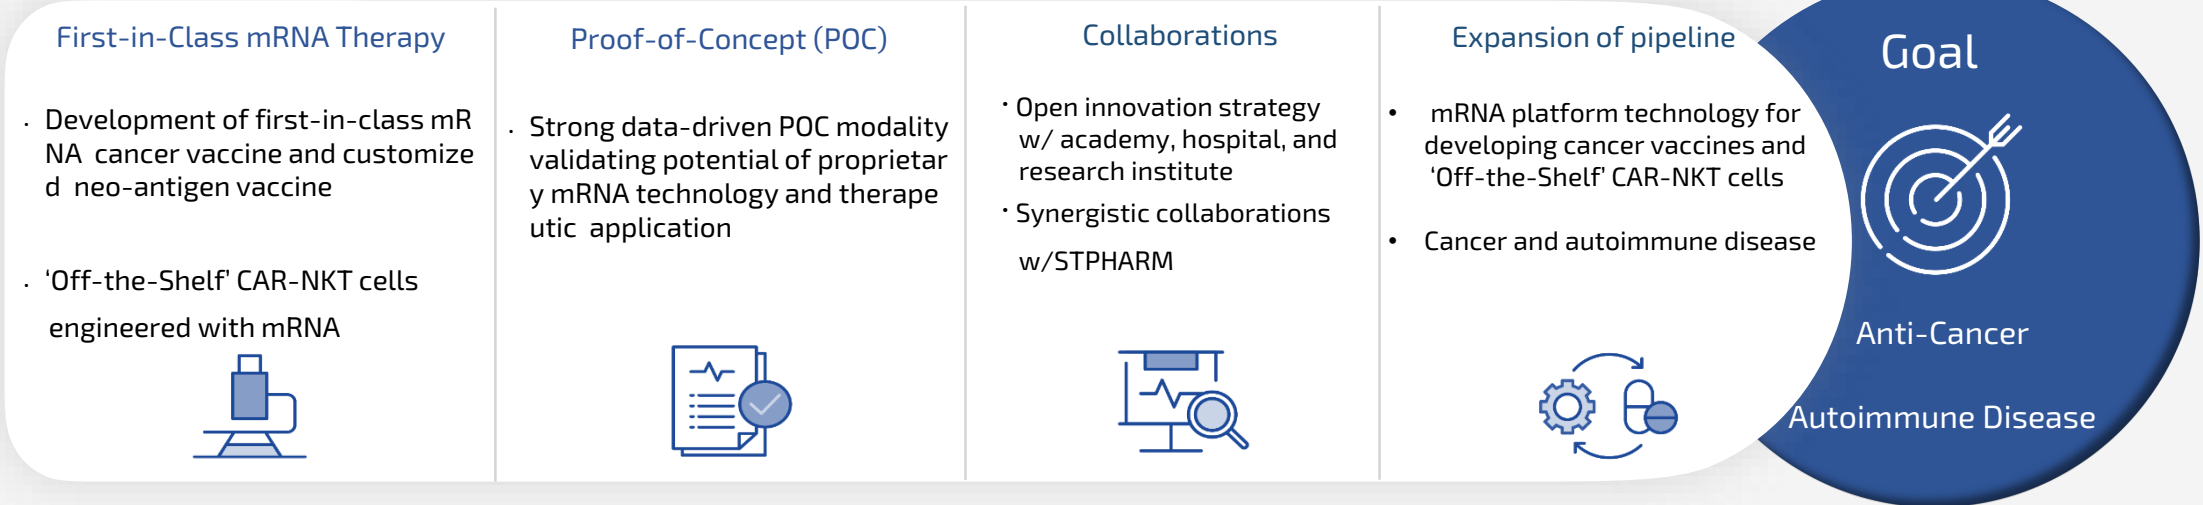 First-in-Class mRNA Therapy
· Development of first-in-class mR
NA  cancer vaccine and customize
d  neo-antigen vaccine
· ‘Off-the-Shelf’ CAR-NKT cells
engineered with mRNA
Proof-of-Concept (POC)
· Strong data-driven POC modality
validating potential of proprietar
y mRNA technology and therape
utic  application
Collaborations
· Open innovation strategy
w/ academy, hospital, and
research institute
· Synergistic collaborations
w/STPHARM
Expansion of pipeline
• mRNA platform technology for
developing cancer vaccines and
‘Off-the-Shelf’ CAR-NKT cells
• Cancer and autoimmune disease
Goal
Anti-Cancer
Autoimmune Disease